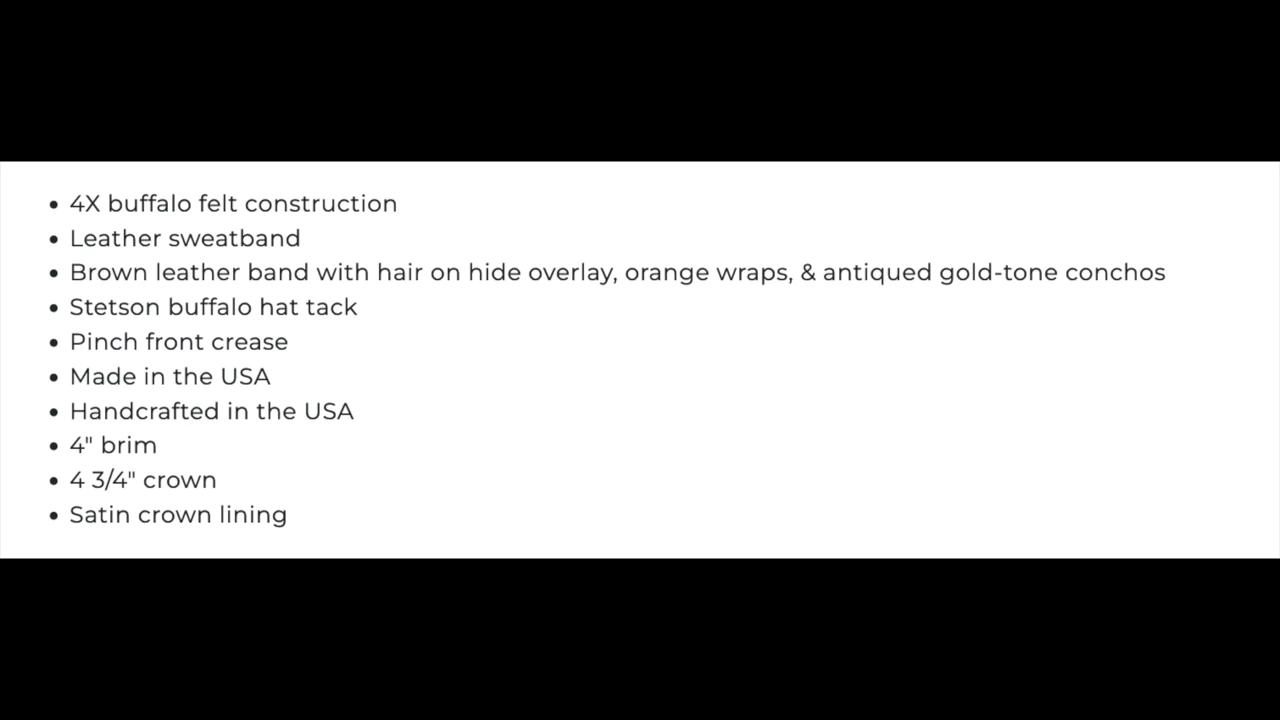 • 4X buffalo felt construction
• Leather sweatband
• Brown leather band with hair on hide overlay, orange wraps, & antiqued gold-tone conchos
• Stetson buffalo hat tack
• Pinch front crease
• Made in the USA
• Handcrafted in the USA
• 4" brim
• 4 3/4" crown
• Satin crown lining